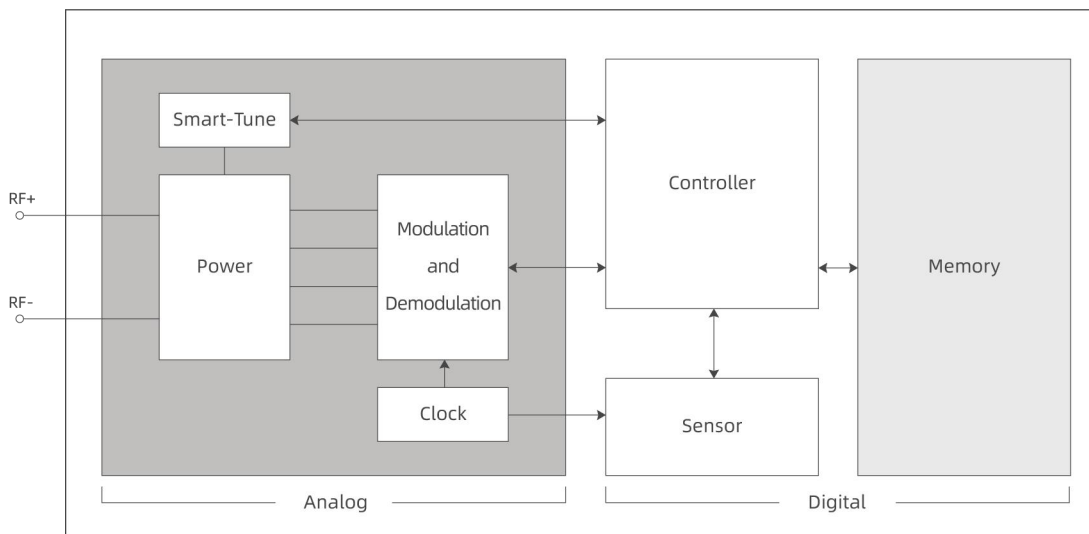 Smart-Tune
Controller
RF+
Modulation
and
Demodulation
Power
Memory
RF-
Clock
Sensor
Analog
Digital